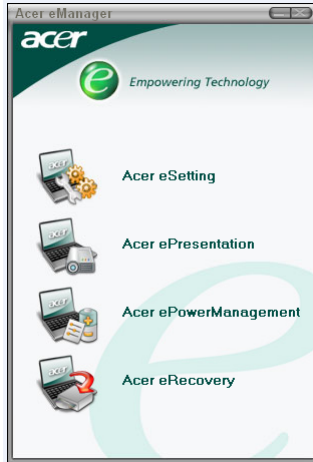 Acer eManager
acer
e Empowering Technology
Acer eSetting
Acer ePresentation
Acer ePowerManagement
Acer eRecovery